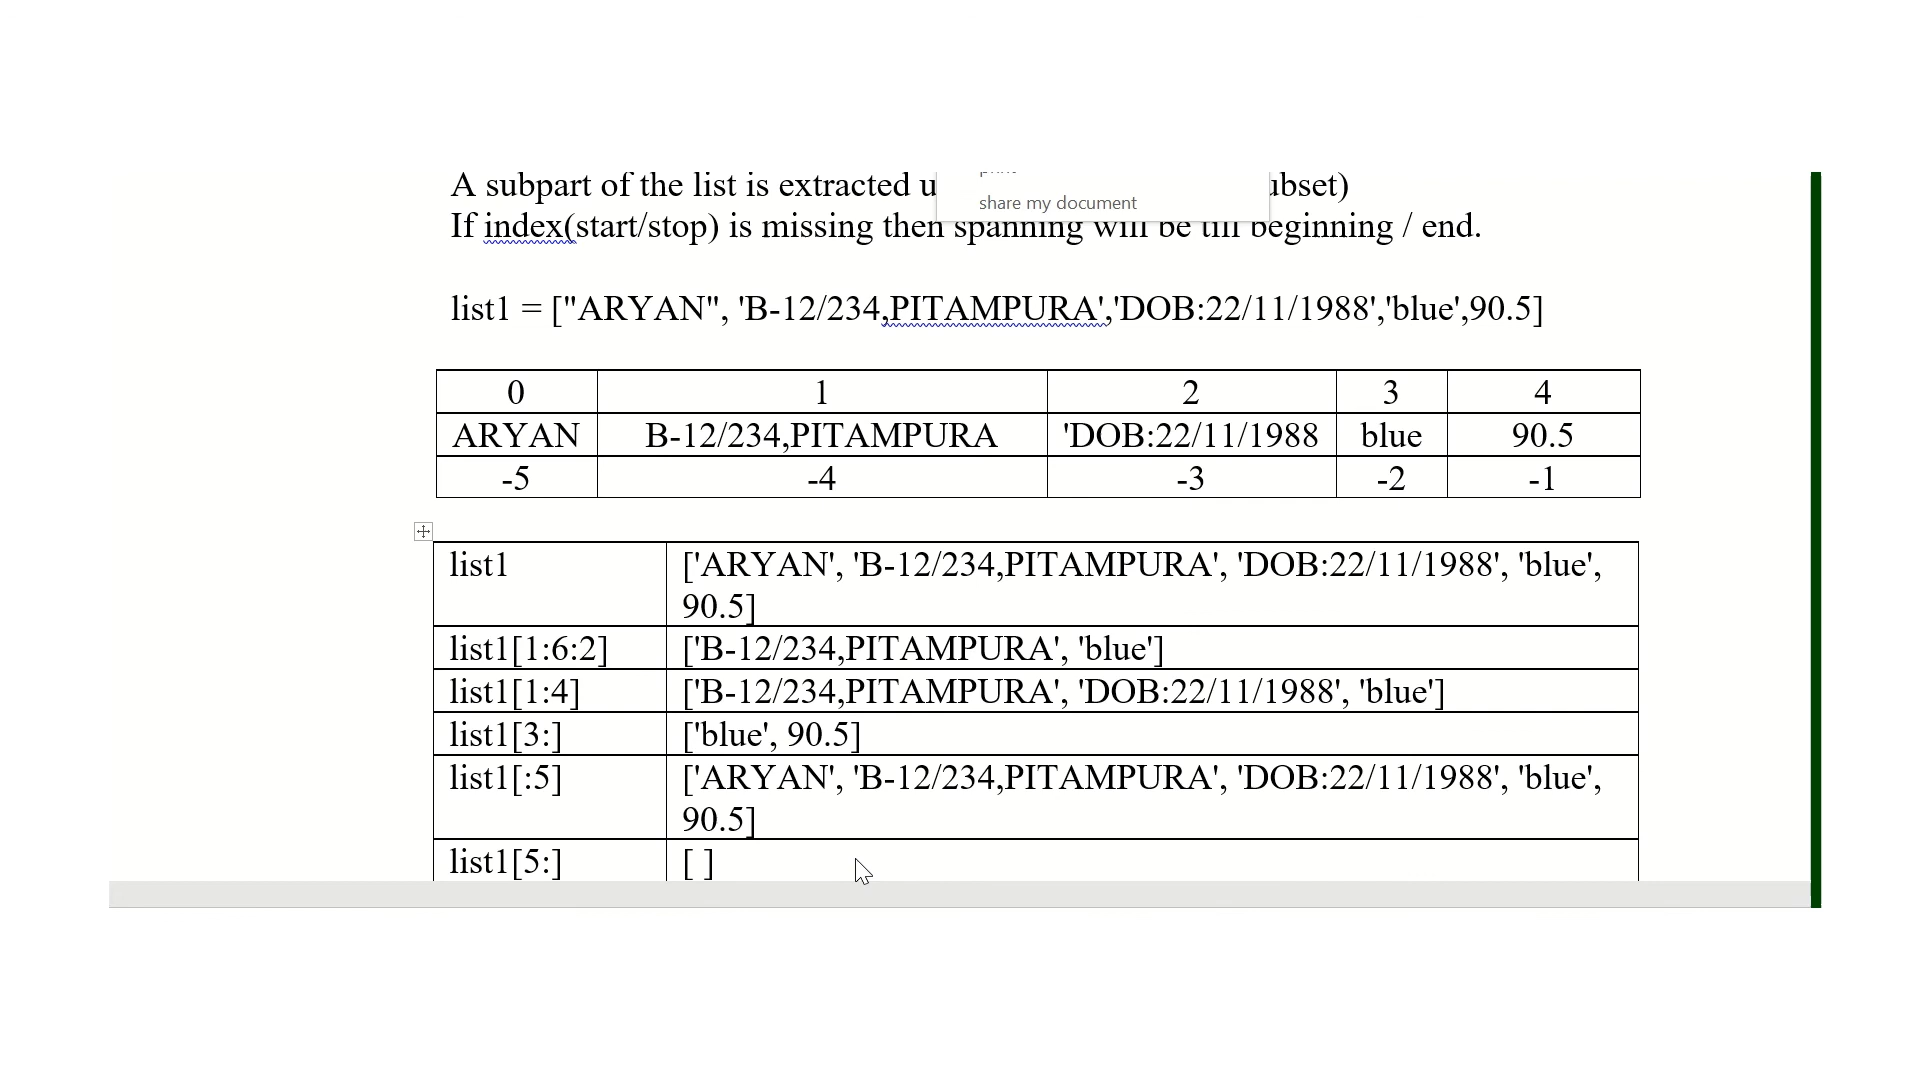 A subpart of the list is extracted u ubset)
share my document
If index(start/stop) is missing then spanning will be till beginning / end.
list1 = ["ARYAN", 'B-12/234,PITAMPURA','DOB:22/11/1988','blue',90.5]
0 1 2 3 4
ARYAN B-12/234,PITAMPURA 'DOB:22/11/1988 blue 90.5
-5 -4 -3 -2 -1
list1 ['ARYAN', 'B-12/234,PITAMPURA', 'DOB:22/11/1988', 'blue',
90.5]
list1[1:6:2] ['B-12/234,PITAMPURA', 'blue']
list1[1:4] ['B-12/234,PITAMPURA', 'DOB:22/11/1988', 'blue']
list1[3:] ['blue', 90.5]
list1[:5] ['ARYAN', 'B-12/234,PITAMPURA', 'DOB:22/11/1988', 'blue',
90.5]
list1[5:] [ ]